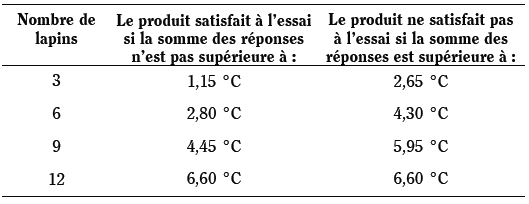 Nombre de lapins
Le produit satisfait à l'essai si la somme des réponses n'est pas supérieure à :
Le produit ne satisfait pas à l'essai si la somme des réponses est supérieure à :
3 1,15 °C 2,65 °C
6 2,80 °C 4,30 °C
9 4,45 °C 5,95 °C
12 6,60 °C 6,60 °C